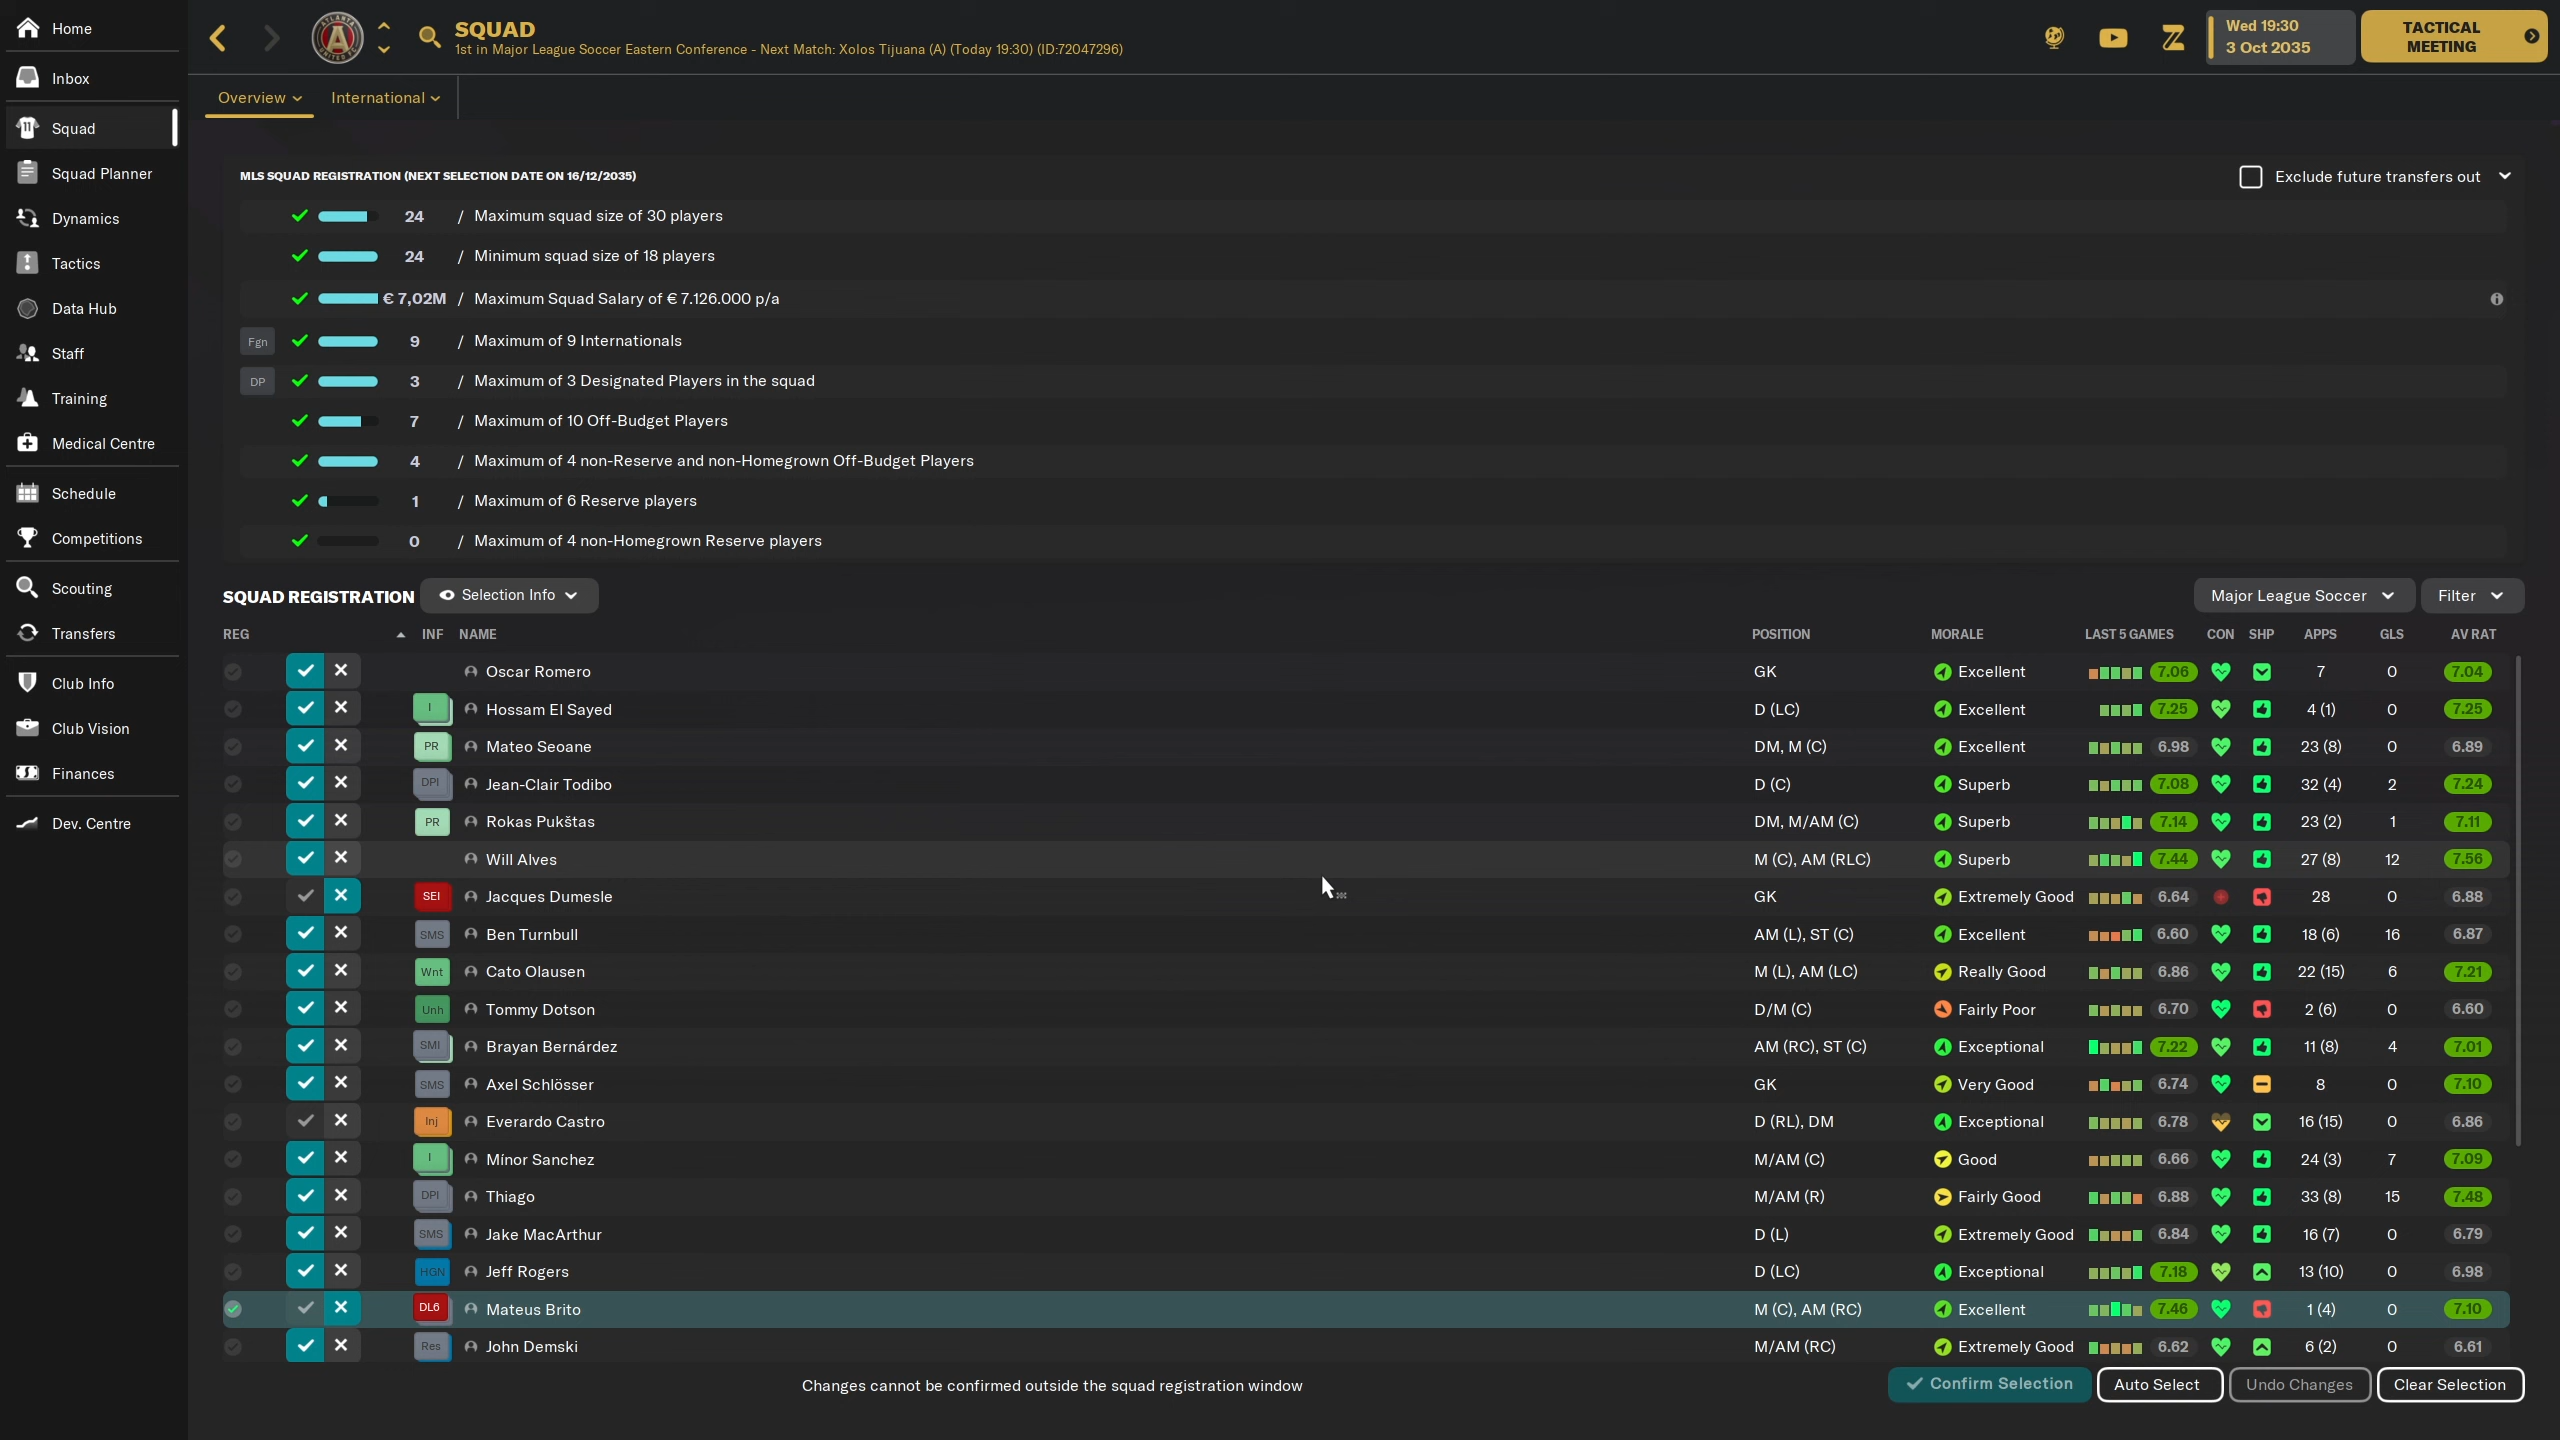 Home
Inbox
Squad
Squad Planner
Dynamics
Tactics
Data Hub
Staff
Training
Medical Centre
Schedule
Competitions
Scouting
Transfers
Club Info
Club Vision
Finances
Dev. Centre
SQUAD
1st in Major League Soccer Eastern Conference - Next Match: Xolos Tijuana (A) (Today 19:30) (ID:72047296)
Wed 19:30
3 Oct 2035
TACTICAL
MEETING
Overview International
MLS SQUAD REGISTRATION (NEXT SELECTION DATE ON 16/12/2035) Exclude future transfers out
24 / Maximum squad size of 30 players
24 / Minimum squad size of 18 players
€ 7,02M / Maximum Squad Salary of € 7.126.000 p/a
Fgn 9 / Maximum of 9 Internationals
DP 3 / Maximum of 3 Designated Players in the squad
7 / Maximum of 10 Off-Budget Players
4 / Maximum of 4 non-Reserve and non-Homegrown Off-Budget Players
1 / Maximum of 6 Reserve players
0 / Maximum of 4 non-Homegrown Reserve players
SQUAD REGISTRATION Selection Info Major League Soccer Filter
REG INF NAME POSITION MORALE LAST 5 GAMES CON SHP APPS GLS AV RAT
Oscar Romero GK Excellent 7.06 7 0 7.04
I Hossam El Sayed D (LC) Excellent 7.25 4 (1) 0 7.25
PR Mateo Seoane DM, M (C) Excellent 6.98 23 (8) 0 6.89
DPI Jean-Clair Todibo D (C) Superb 7.08 32 (4) 2 7.24
PR Rokas Pukštas DM, M/AM (C) Superb 7.14 23 (2) 1 7.11
Will Alves M (C), AM (RLC) Superb 7.44 27 (8) 12 7.56
SEI Jacques Dumesle GK Extremely Good 6.64 28 0 6.88
SMS Ben Turnbull AM (L), ST (C) Excellent 6.60 18 (6) 16 6.87
Wnt Cato Olausen M (L), AM (LC) Really Good 6.86 22 (15) 6 7.21
Unh Tommy Dotson D/M (C) Fairly Poor 6.70 2 (6) 0 6.60
SMI Brayan Bernárdez AM (RC), ST (C) Exceptional 7.22 11 (8) 4 7.01
SMS Axel Schlösser GK Very Good 6.74 8 0 7.10
Inj Everardo Castro D (RL), DM Exceptional 6.78 16 (15) 0 6.86
I Mínor Sanchez M/AM (C) Good 6.66 24 (3) 7 7.09
DPI Thiago M/AM (R) Fairly Good 6.88 33 (8) 15 7.48
SMS Jake MacArthur D (L) Extremely Good 6.84 16 (7) 0 6.79
HGN Jeff Rogers D (LC) Exceptional 7.18 13 (10) 0 6.98
DL6 Mateus Brito M (C), AM (RC) Excellent 7.46 1 (4) 0 7.10
Res John Demski M/AM (RC) Extremely Good 6.62 6 (2) 0 6.61
Changes cannot be confirmed outside the squad registration window Confirm Selection Auto Select Undo Changes Clear Selection